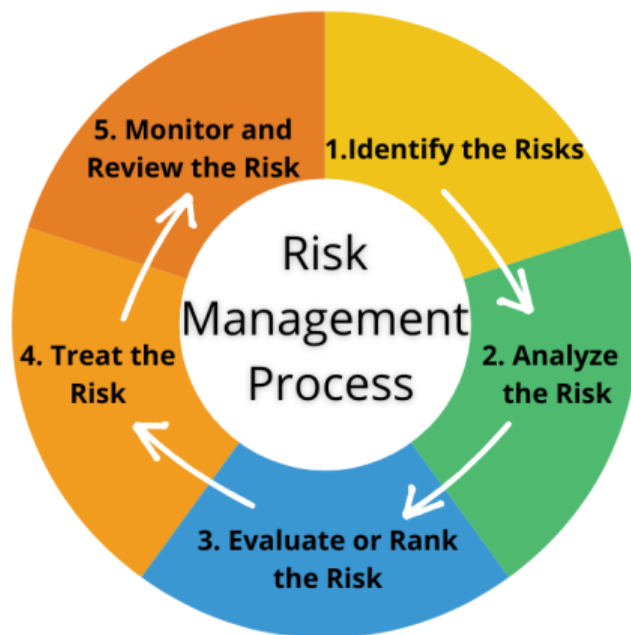 Risk
Management
Process
1.Identify the Risks
2. Analyze
the Risk
3. Evaluate or Rank
the Risk
4. Treat the
Risk
5. Monitor and
Review the Risk